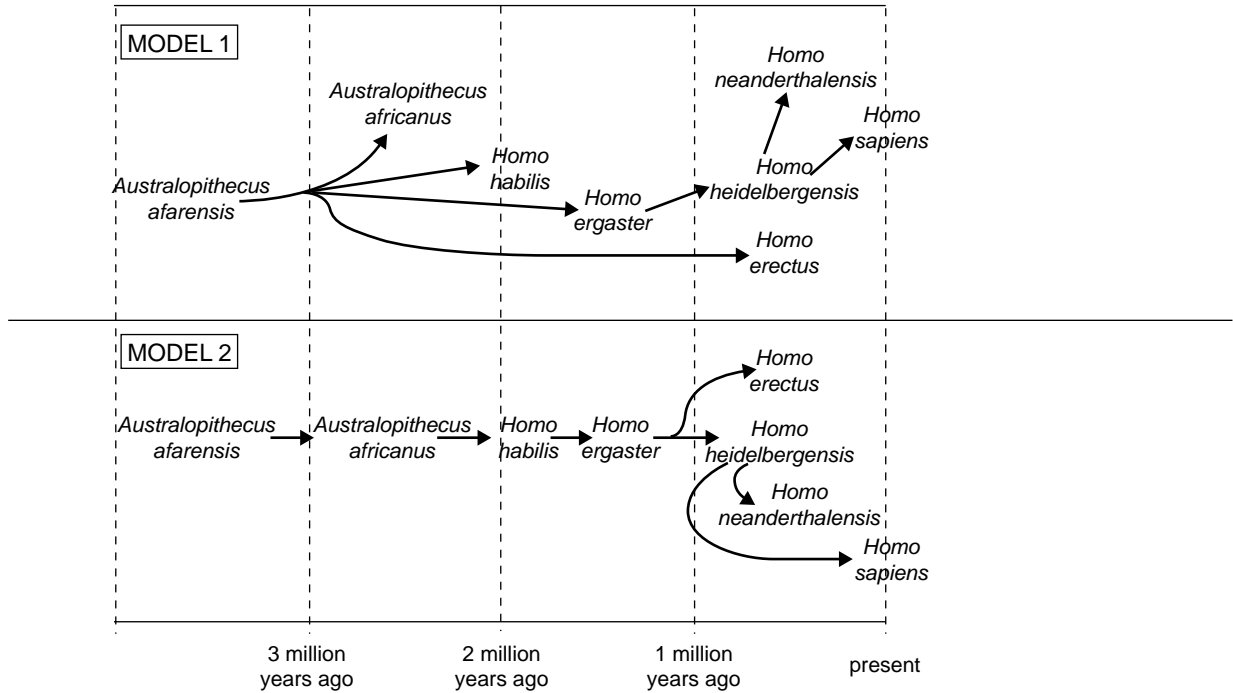 MODEL 1
Homo
neanderthalensis
Australopithecus
africanus
Homo
sapiens
Homo
habilis
Homo
heidelbergensis
Australopithecus
afarensis
Homo
ergaster
Homo
erectus
MODEL 2
Homo
erectus
Australopithecus
afarensis
Australopithecus
africanus
Homo
habilis
Homo
ergaster
Homo
heidelbergensis
Homo
neanderthalensis
Homo
sapiens
3 million
years ago
2 million
years ago
1 million
years ago
present